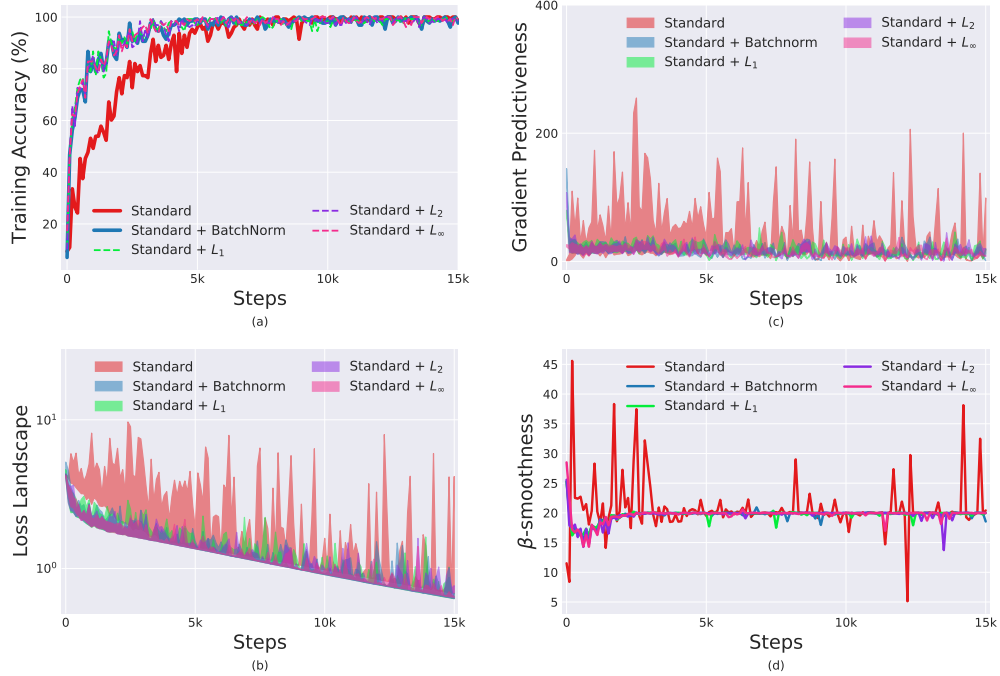 Training Accuracy (%)
100
80
60
40
20
0
5k
10k
15k
Standard
Standard + BatchNorm
Standard + L₁
Standard + L₂
Standard + L∞
Steps
(a)
Gradient Predictiveness
400
200
0
0
5k
10k
15k
Standard
Standard + Batchnorm
Standard + L₁
Standard + L₂
Standard + L∞
Steps
(c)
Loss Landscape
10¹
10⁰
0
5k
10k
15k
Standard
Standard + Batchnorm
Standard + L₁
Standard + L₂
Standard + L∞
Steps
(b)
β-smoothness
45
40
35
30
25
20
15
10
5
0
5k
10k
15k
Standard
Standard + Batchnorm
Standard + L₁
Standard + L₂
Standard + L∞
Steps
(d)